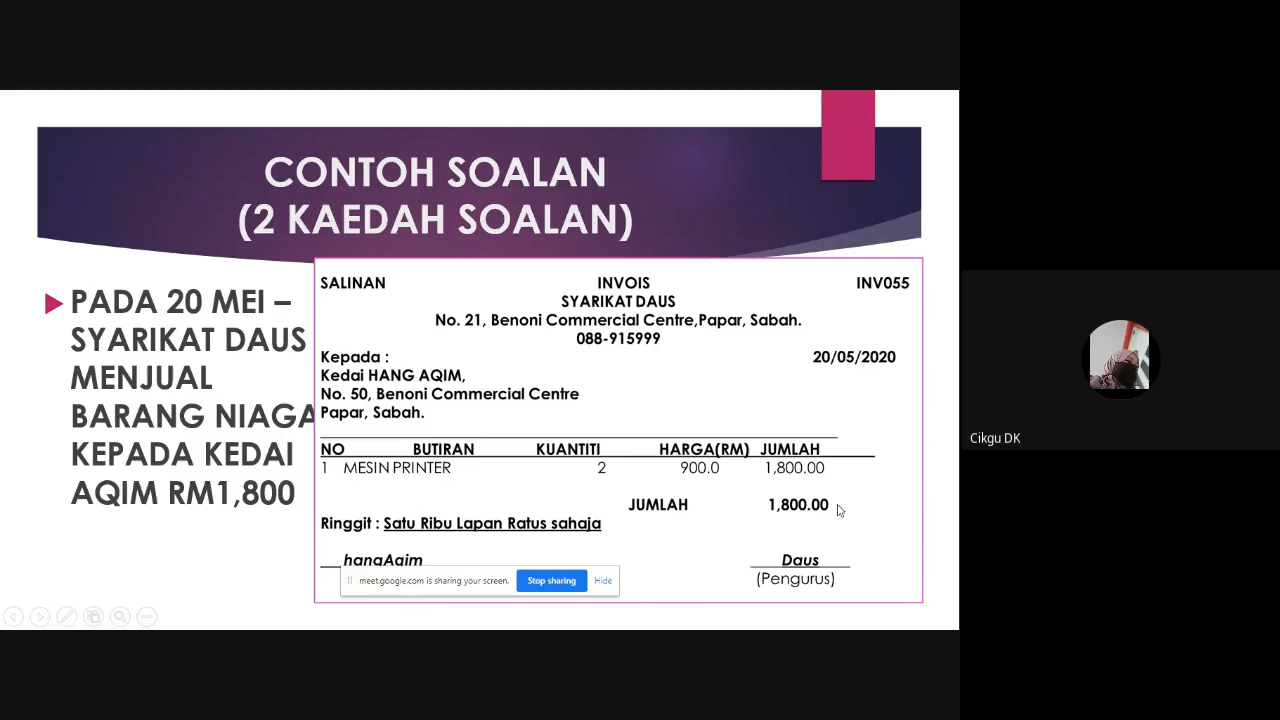 CONTOH SOALAN
(2 KAEDAH SOALAN)
PADA 20 MEI –
SYARIKAT DAUS
MENJUAL
BARANG NIAGA
KEPADA KEDAI
AQIM RM1,800
SALINAN INVOIS INV055
SYARIKAT DAUS
No. 21, Benoni Commercial Centre,Papar, Sabah.
088-915999
Kepada : 20/05/2020
Kedai HANG AQIM,
No. 50, Benoni Commercial Centre
Papar, Sabah.
NO BUTIRAN KUANTITI HARGA(RM) JUMLAH
1 MESIN PRINTER 2 900.0 1,800.00
JUMLAH 1,800.00
Ringgit : Satu Ribu Lapan Ratus sahaja
hangAqim Daus
(Pengurus)
meet.google.com is sharing your screen. Stop sharing Hide
Cikgu DK